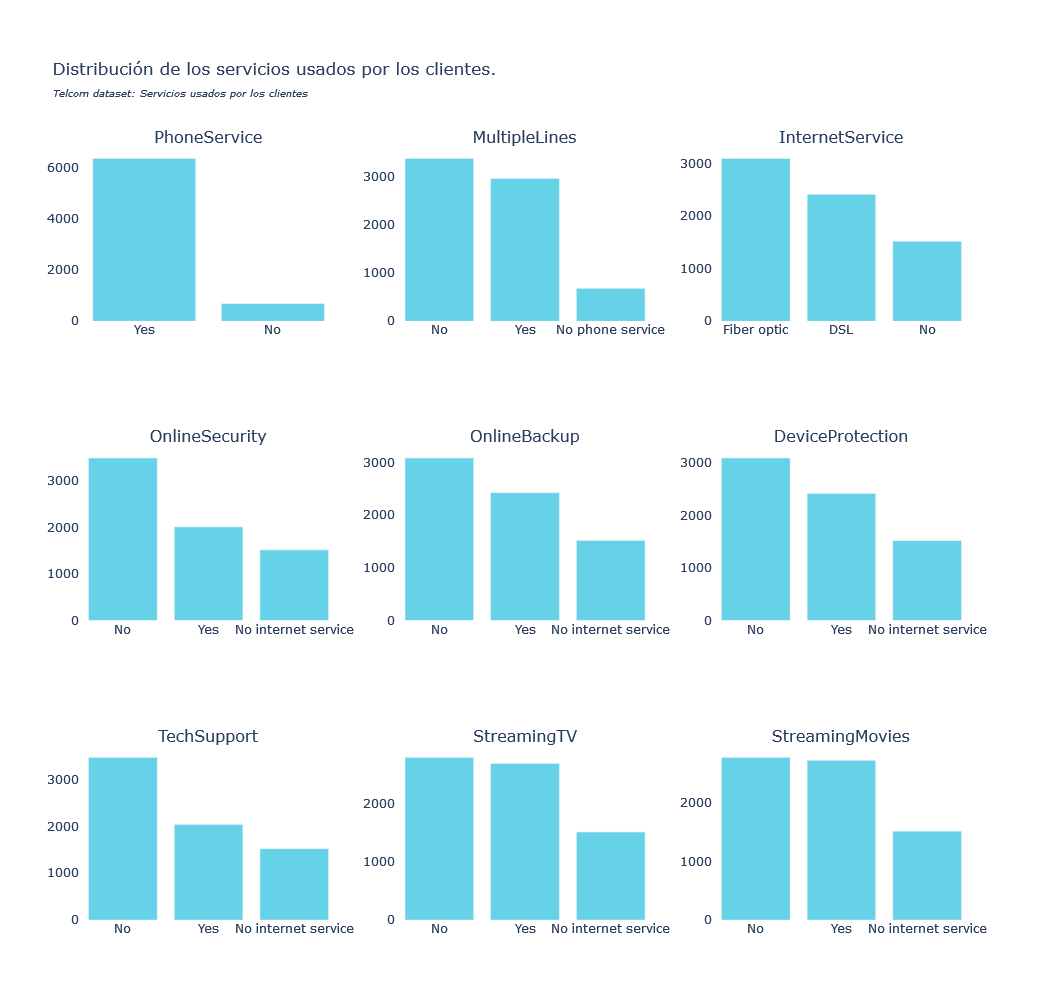 Distribución de los servicios usados por los clientes.
Telcom dataset: Servicios usados por los clientes
PhoneService MultipleLines InternetService
6000
4000
2000
0
Yes No
3000
2000
1000
0
No Yes No phone service
3000
2000
1000
0
Fiber optic DSL No
OnlineSecurity OnlineBackup DeviceProtection
3000
2000
1000
0
No Yes No internet service
3000
2000
1000
0
No Yes No internet service
3000
2000
1000
0
No Yes No internet service
TechSupport StreamingTV StreamingMovies
3000
2000
1000
0
No Yes No internet service
2000
1000
0
No Yes No internet service
2000
1000
0
No Yes No internet service